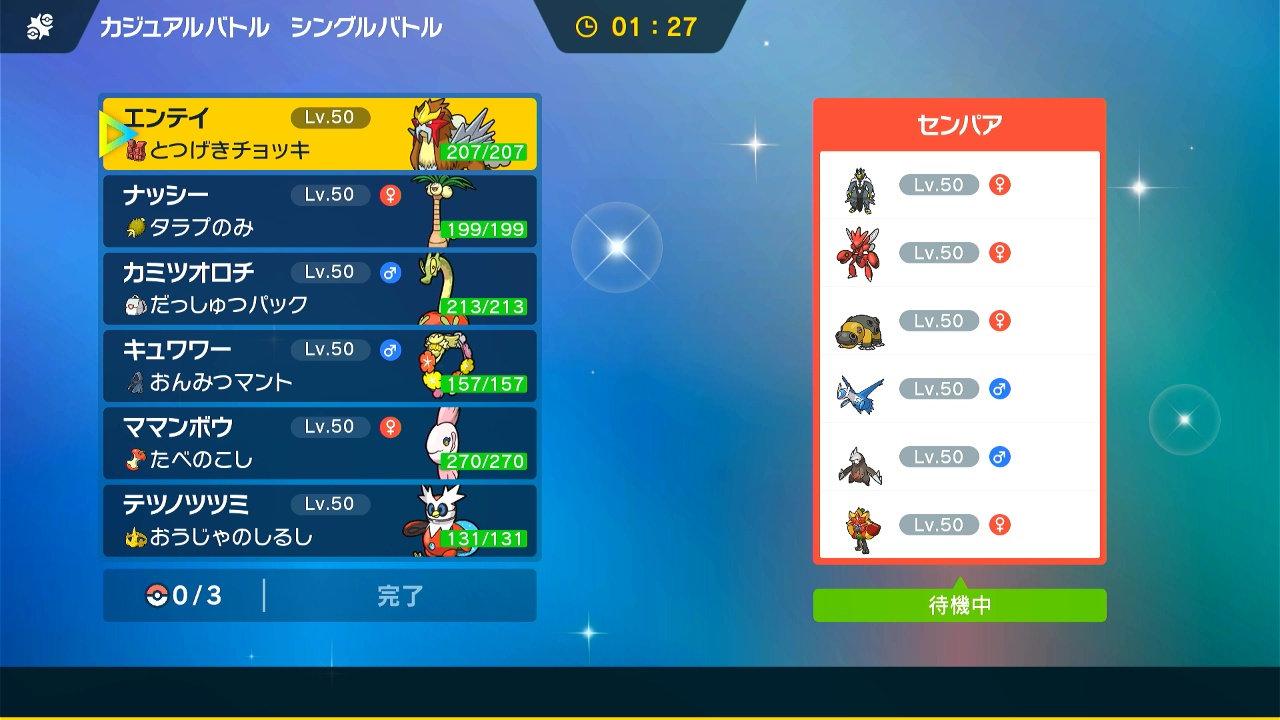 カジュアルバトル シングルバトル
01:27
エンテイ Lv.50
とつげきチョッキ 207/207
ナッシー Lv.50 ♀
タラプのみ 199/199
カミツオロチ Lv.50 ♂
だっしゅつパック 213/213
キュワワー Lv.50 ♂
おんみつマント 157/157
ママンボウ Lv.50 ♀
たべのこし 270/270
テツノツツミ Lv.50
おうじゃのしるし 131/131
0/3 完了
センパア
Lv.50 ♀
Lv.50 ♀
Lv.50 ♀
Lv.50 ♂
Lv.50 ♂
Lv.50 ♀
待機中